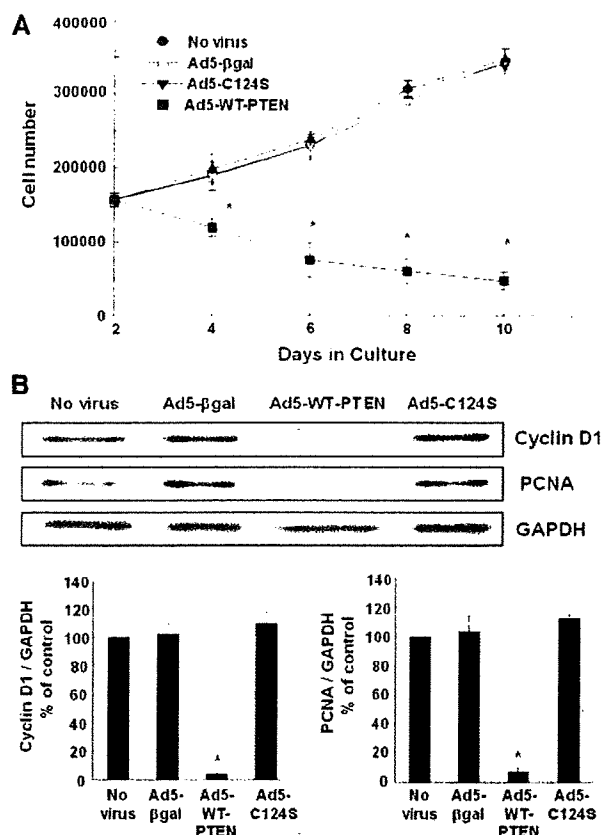 A
No virus
Ad5-βgal
Ad5-C124S
Ad5-WT-PTEN
Cell number
400000
300000
200000
100000
0
*
*
*
*
2
4
6
8
10
Days in Culture
B
No virus
Ad5-βgal
Ad5-WT-PTEN
Ad5-C124S
Cyclin D1
PCNA
GAPDH
Cyclin D1 / GAPDH
% of control
140
120
100
80
60
40
20
0
*
No virus
Ad5-βgal
Ad5-WT-PTEN
Ad5-C124S
PCNA / GAPDH
% of control
140
120
100
80
60
40
20
0
*
No virus
Ad5-βgal
Ad5-WT-PTEN
Ad5-C124S